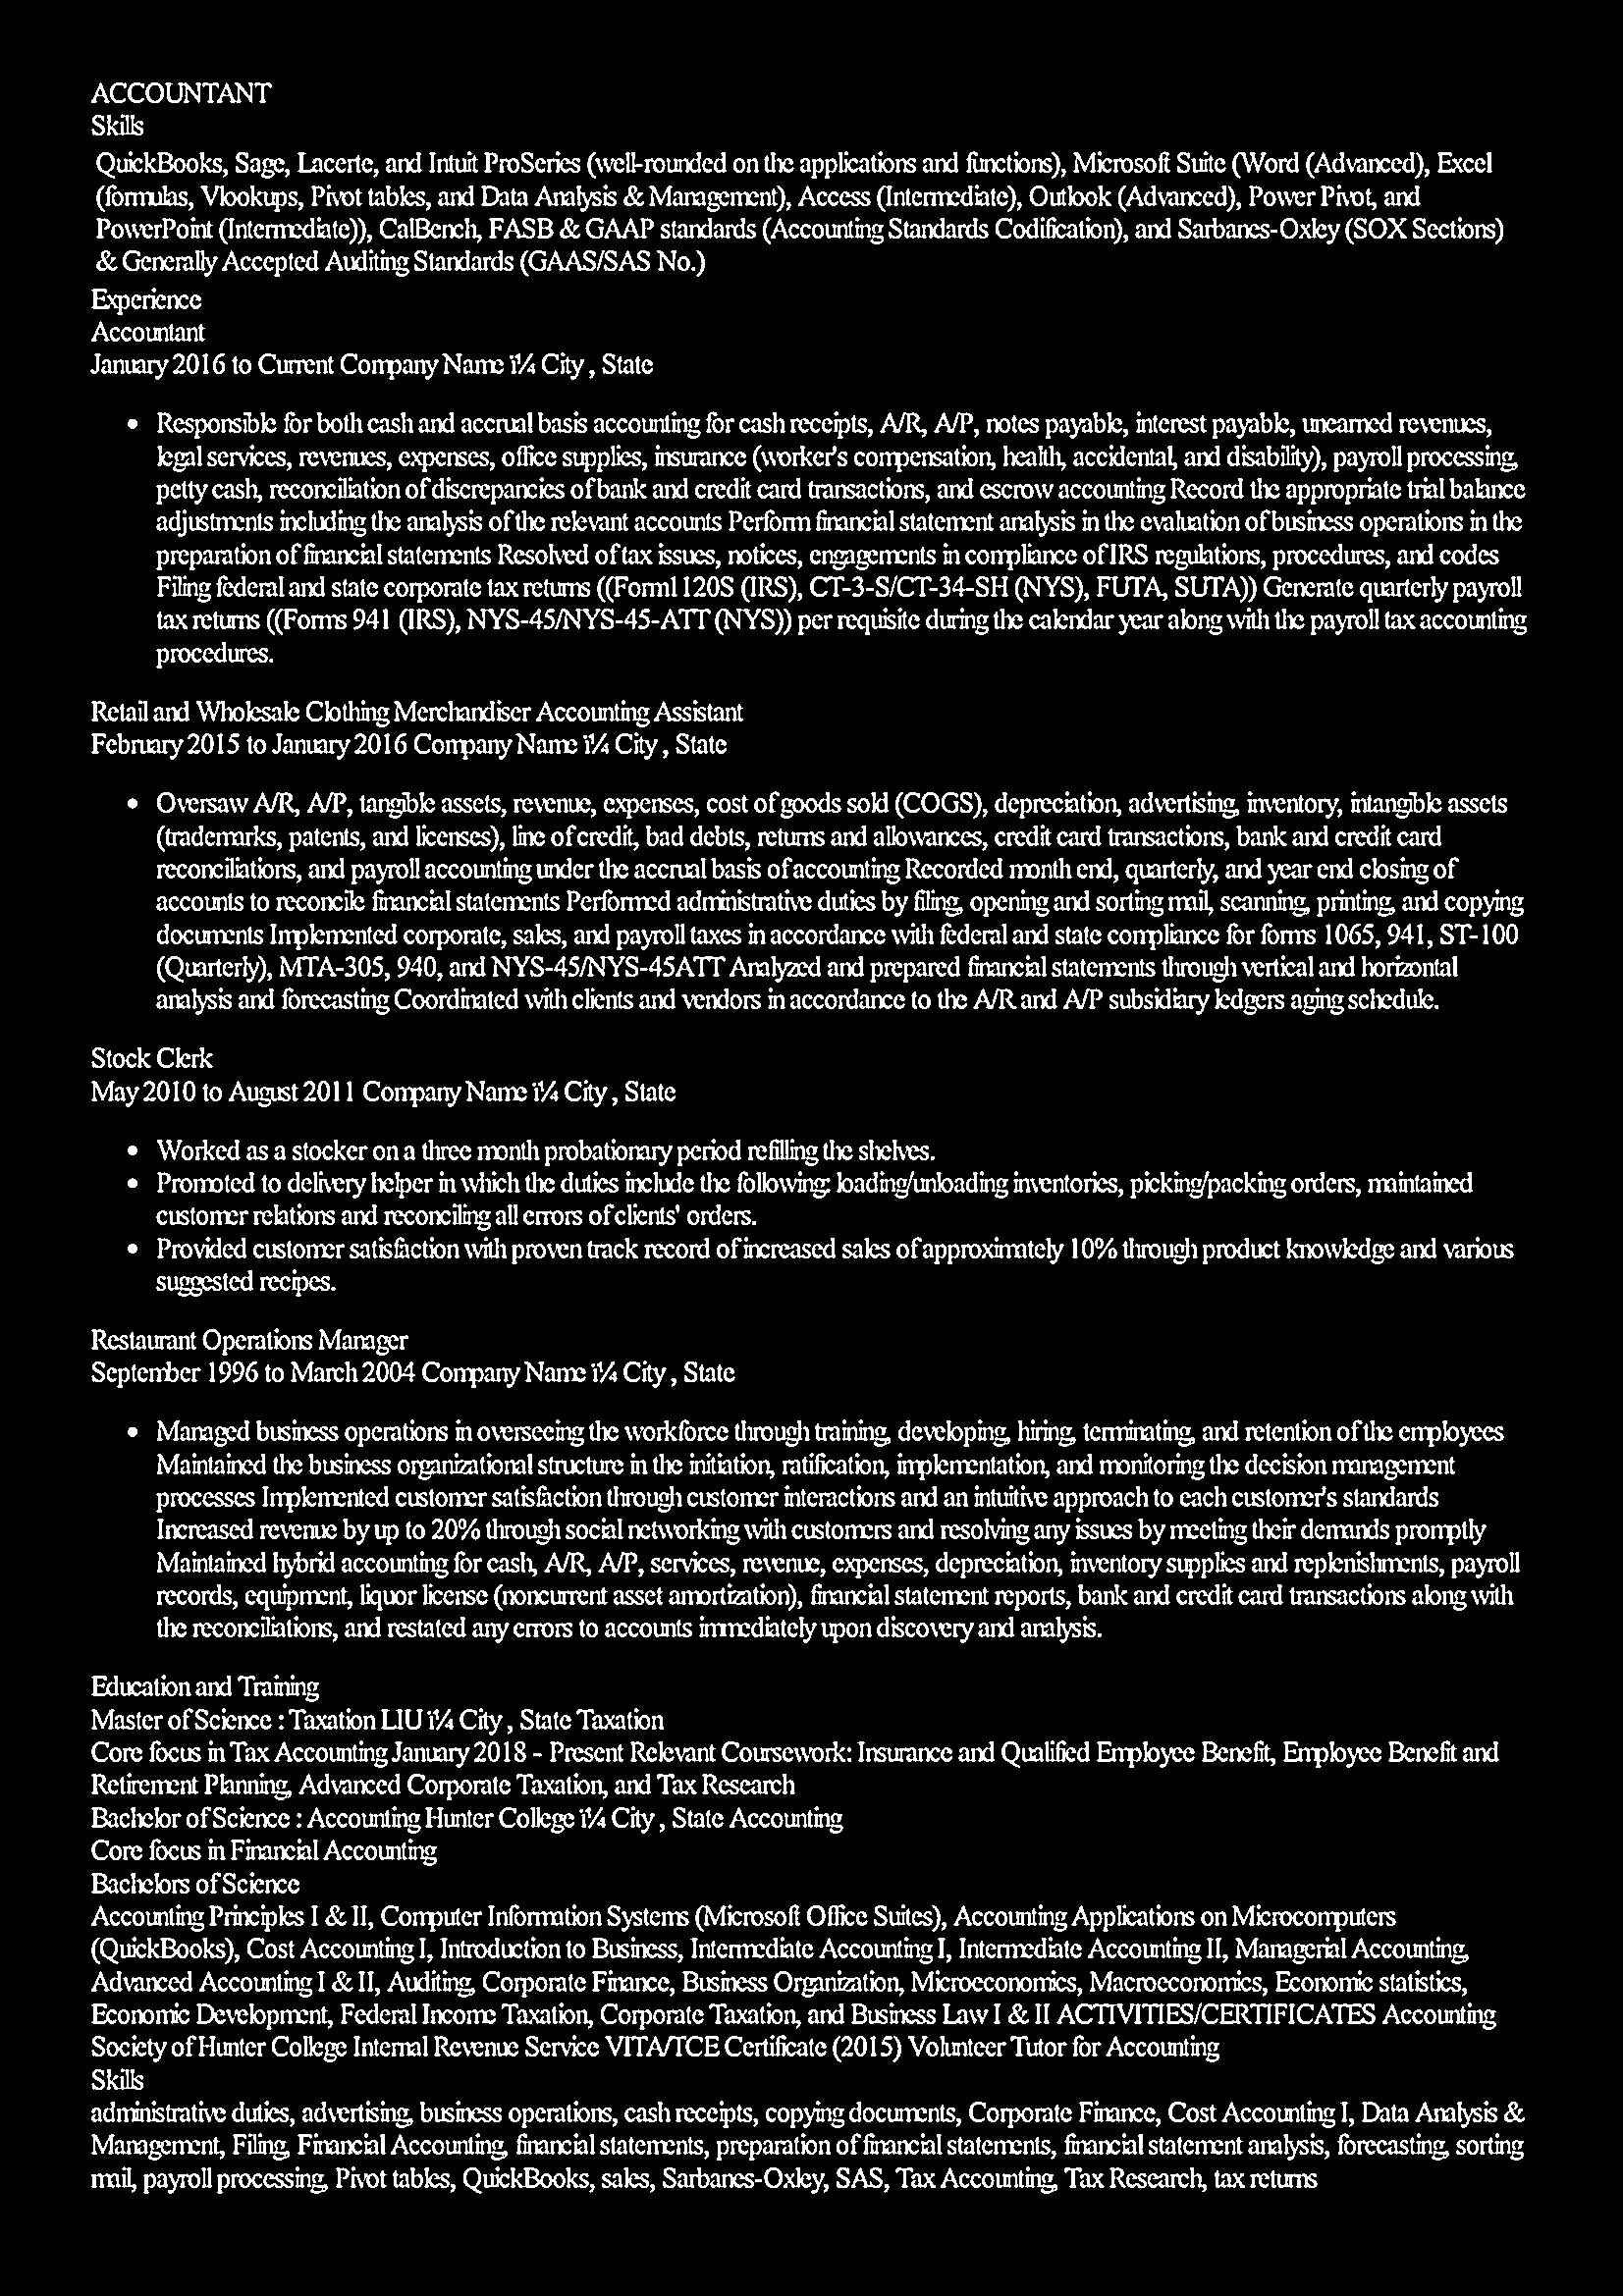 ACCOUNTANT
Skills
QuickBooks, Sage, Lacerte, and Intuit ProSeries (well-rounded on the applications and functions), Microsoft Suite (Word (Advanced), Excel
(formulas, Vlookups, Pivot tables, and Data Analysis & Management), Access (Intermediate), Outlook (Advanced), Power Pivot, and
PowerPoint (Intermediate)), CalBench, FASB & GAAP standards (Accounting Standards Codification), and Sarbanes-Oxley (SOX Sections)
& Generally Accepted Auditing Standards (GAAS/SAS No.)
Experience
Accountant
January 2016 to Current Company Name ï¼ City , State
• Responsible for both cash and accrual basis accounting for cash receipts, A/R, A/P, notes payable, interest payable, unearned revenues,
legal services, revenues, expenses, office supplies, insurance (worker's compensation, health, accidental, and disability), payroll processing,
petty cash, reconciliation of discrepancies of bank and credit card transactions, and escrow accounting Record the appropriate trial balance
adjustments including the analysis of the relevant accounts Perform financial statement analysis in the evaluation of business operations in the
preparation of financial statements Resolved of tax issues, notices, engagements in compliance of IRS regulations, procedures, and codes
Filing federal and state corporate tax returns ((Form1120S (IRS), CT-3-S/CT-34-SH (NYS), FUTA, SUTA)) Generate quarterly payroll
tax returns ((Forms 941 (IRS), NYS-45/NYS-45-ATT (NYS)) per requisite during the calendar year along with the payroll tax accounting
procedures.
Retail and Wholesale Clothing Merchandiser Accounting Assistant
February 2015 to January 2016 Company Name ï¼ City , State
• Oversaw A/R, A/P, tangible assets, revenue, expenses, cost of goods sold (COGS), depreciation, advertising, inventory, intangible assets
(trademarks, patents, and licenses), line of credit, bad debts, returns and allowances, credit card transactions, bank and credit card
reconciliations, and payroll accounting under the accrual basis of accounting Recorded month end, quarterly, and year end closing of
accounts to reconcile financial statements Performed administrative duties by filing, opening and sorting mail, scanning, printing, and copying
documents Implemented corporate, sales, and payroll taxes in accordance with federal and state compliance for forms 1065, 941, ST-100
(Quarterly), MTA-305, 940, and NYS-45/NYS-45ATT Analyzed and prepared financial statements through vertical and horizontal
analysis and forecasting Coordinated with clients and vendors in accordance to the A/R and A/P subsidiary ledgers aging schedule.
Stock Clerk
May 2010 to August 2011 Company Name ï¼ City , State
• Worked as a stocker on a three month probationary period refilling the shelves.
• Promoted to delivery helper in which the duties include the following: loading/unloading inventories, picking/packing orders, maintained
customer relations and reconciling all errors of clients' orders.
• Provided customer satisfaction with proven track record of increased sales of approximately 10% through product knowledge and various
suggested recipes.
Restaurant Operations Manager
September 1996 to March 2004 Company Name ï¼ City , State
• Managed business operations in overseeing the workforce through training, developing, hiring, terminating, and retention of the employees
Maintained the business organizational structure in the initiation, ratification, implementation, and monitoring the decision management
processes Implemented customer satisfaction through customer interactions and an intuitive approach to each customer's standards
Increased revenue by up to 20% through social networking with customers and resolving any issues by meeting their demands promptly
Maintained hybrid accounting for cash, A/R, A/P, services, revenue, expenses, depreciation, inventory supplies and replenishments, payroll
records, equipment, liquor license (noncurrent asset amortization), financial statement reports, bank and credit card transactions along with
the reconciliations, and restated any errors to accounts immediately upon discovery and analysis.
Education and Training
Master of Science : Taxation LIU ï¼ City , State Taxation
Core focus in Tax Accounting January 2018 - Present Relevant Coursework: Insurance and Qualified Employee Benefit, Employee Benefit and
Retirement Planning, Advanced Corporate Taxation, and Tax Research
Bachelor of Science : Accounting Hunter College ï¼ City , State Accounting
Core focus in Financial Accounting
Bachelors of Science
Accounting Principles I & II, Computer Information Systems (Microsoft Office Suites), Accounting Applications on Microcomputers
(QuickBooks), Cost Accounting I, Introduction to Business, Intermediate Accounting I, Intermediate Accounting II, Managerial Accounting,
Advanced Accounting I & II, Auditing, Corporate Finance, Business Organization, Microeconomics, Macroeconomics, Economic statistics,
Economic Development, Federal Income Taxation, Corporate Taxation, and Business Law I & II ACTIVITIES/CERTIFICATES Accounting
Society of Hunter College Internal Revenue Service VITA/TCE Certificate (2015) Volunteer Tutor for Accounting
Skills
administrative duties, advertising, business operations, cash receipts, copying documents, Corporate Finance, Cost Accounting I, Data Analysis &
Management, Filing, Financial Accounting, financial statements, preparation of financial statements, financial statement analysis, forecasting, sorting
mail, payroll processing, Pivot tables, QuickBooks, sales, Sarbanes-Oxley, SAS, Tax Accounting, Tax Research, tax returns